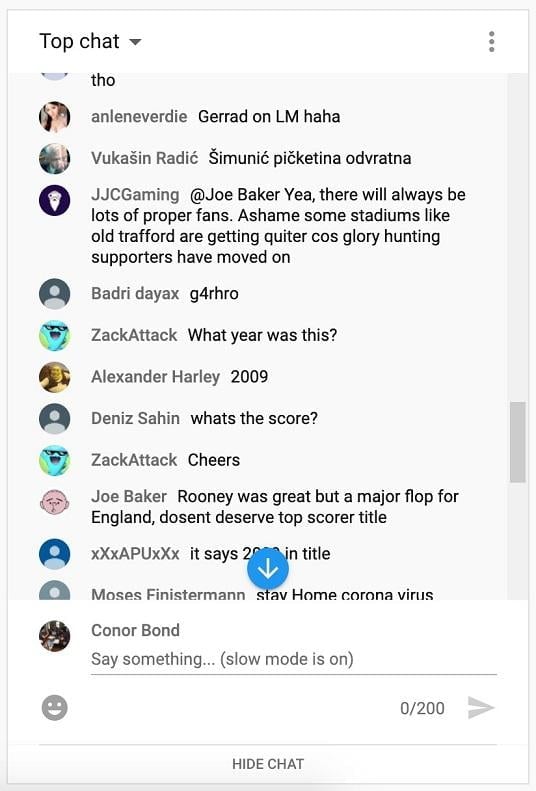 Top chat
tho
anleneverdie Gerrad on LM haha
Vukašin Radić Šimunić pičketina odvratna
JJCGaming @Joe Baker Yea, there will always be
lots of proper fans. Ashame some stadiums like
old trafford are getting quiter cos glory hunting
supporters have moved on
Badri dayax g4rhro
ZackAttack What year was this?
Alexander Harley 2009
Deniz Sahin whats the score?
ZackAttack Cheers
Joe Baker Rooney was great but a major flop for
England, dosent deserve top scorer title
xXxAPUxXx it says in title
Moses Finistermann stay Home corona virus
Conor Bond
Say something... (slow mode is on)
0/200
HIDE CHAT